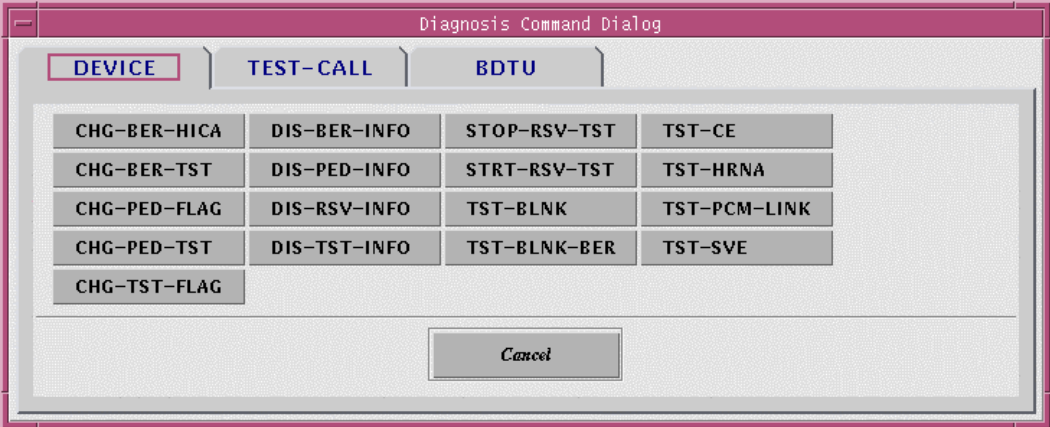 Diagnosis Command Dialog
DEVICE TEST-CALL BDTU
CHG-BER-HICA DIS-BER-INFO STOP-RSV-TST TST-CE
CHG-BER-TST DIS-PED-INFO STRT-RSV-TST TST-HRNA
CHG-PED-FLAG DIS-RSV-INFO TST-BLNK TST-PCM-LINK
CHG-PED-TST DIS-TST-INFO TST-BLNK-BER TST-SVE
CHG-TST-FLAG
Cancel